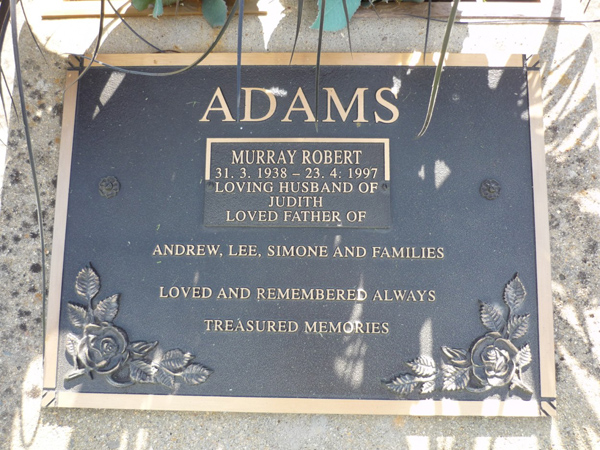 ADAMS
MURRAY ROBERT
31. 3. 1938 – 23. 4. 1997
LOVING HUSBAND OF
JUDITH
LOVED FATHER OF
ANDREW, LEE, SIMONE AND FAMILIES
LOVED AND REMEMBERED ALWAYS
TREASURED MEMORIES